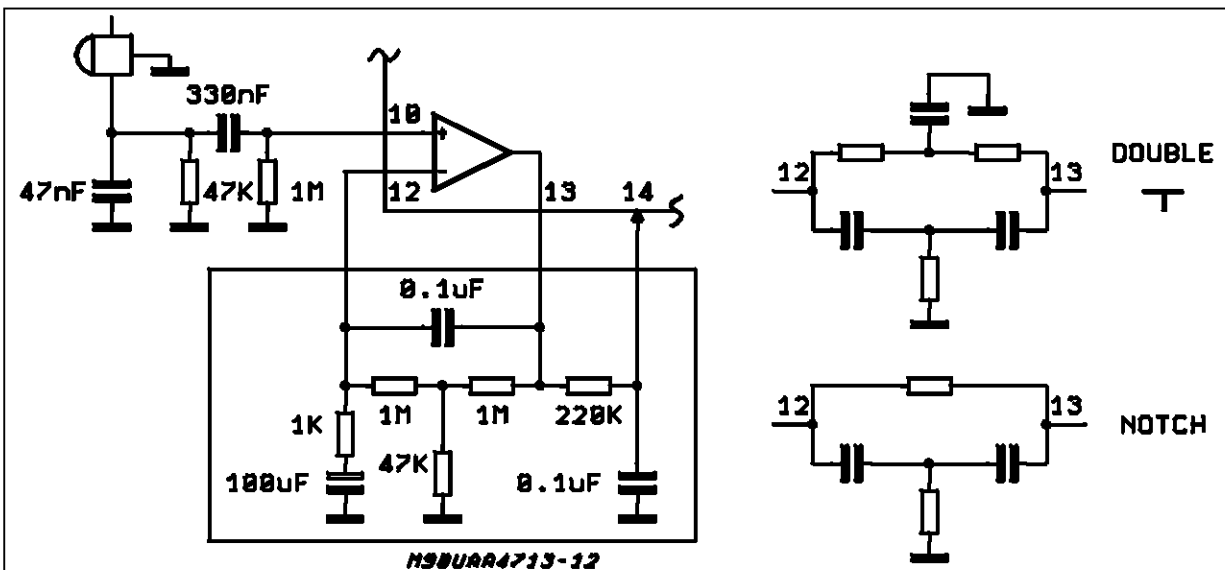 330nF
10
+
12
DOUBLE
13
12
-
13
14
47nF
47K
1M
0.1uF
1M
1M
220K
12
13
NOTCH
1K
47K
100uF
0.1uF
M90UAA4713-12